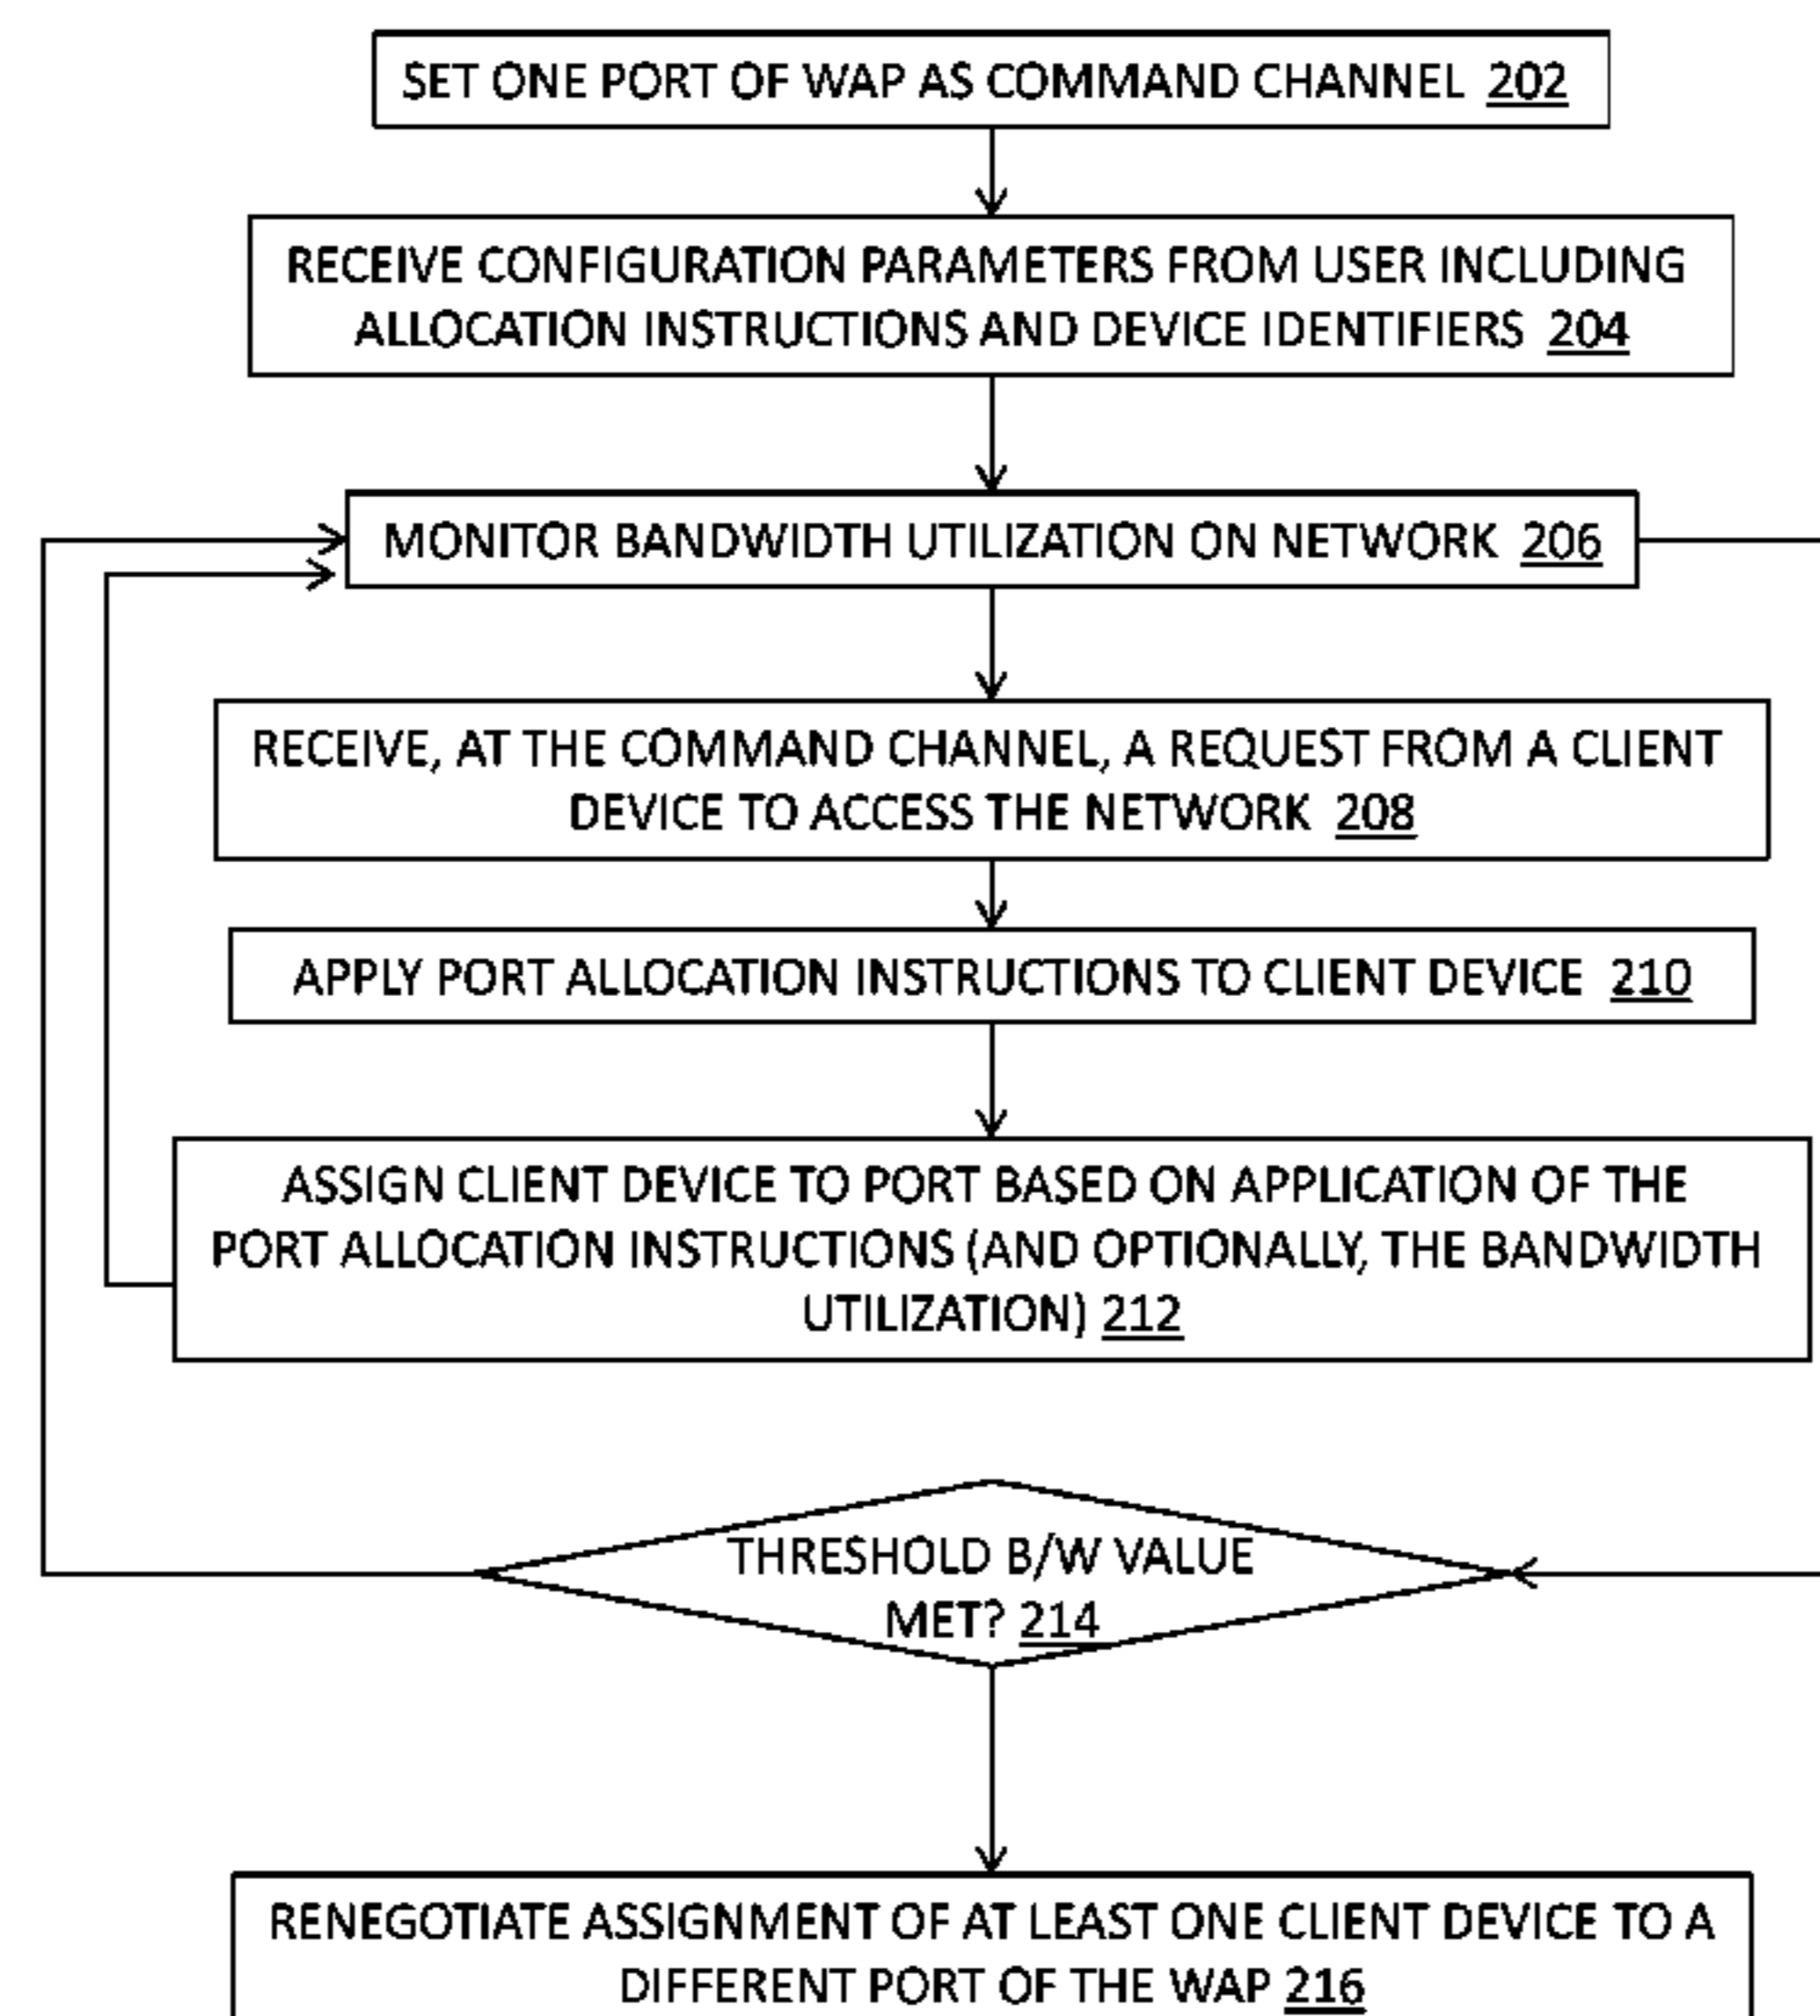 SET ONE PORT OF WAP AS COMMAND CHANNEL 202
RECEIVE CONFIGURATION PARAMETERS FROM USER INCLUDING
ALLOCATION INSTRUCTIONS AND DEVICE IDENTIFIERS 204
MONITOR BANDWIDTH UTILIZATION ON NETWORK 206
RECEIVE, AT THE COMMAND CHANNEL, A REQUEST FROM A CLIENT
DEVICE TO ACCESS THE NETWORK 208
APPLY PORT ALLOCATION INSTRUCTIONS TO CLIENT DEVICE 210
ASSIGN CLIENT DEVICE TO PORT BASED ON APPLICATION OF THE
PORT ALLOCATION INSTRUCTIONS (AND OPTIONALLY, THE BANDWIDTH
UTILIZATION) 212
THRESHOLD B/W VALUE
MET? 214
RENEGOTIATE ASSIGNMENT OF AT LEAST ONE CLIENT DEVICE TO A
DIFFERENT PORT OF THE WAP 216